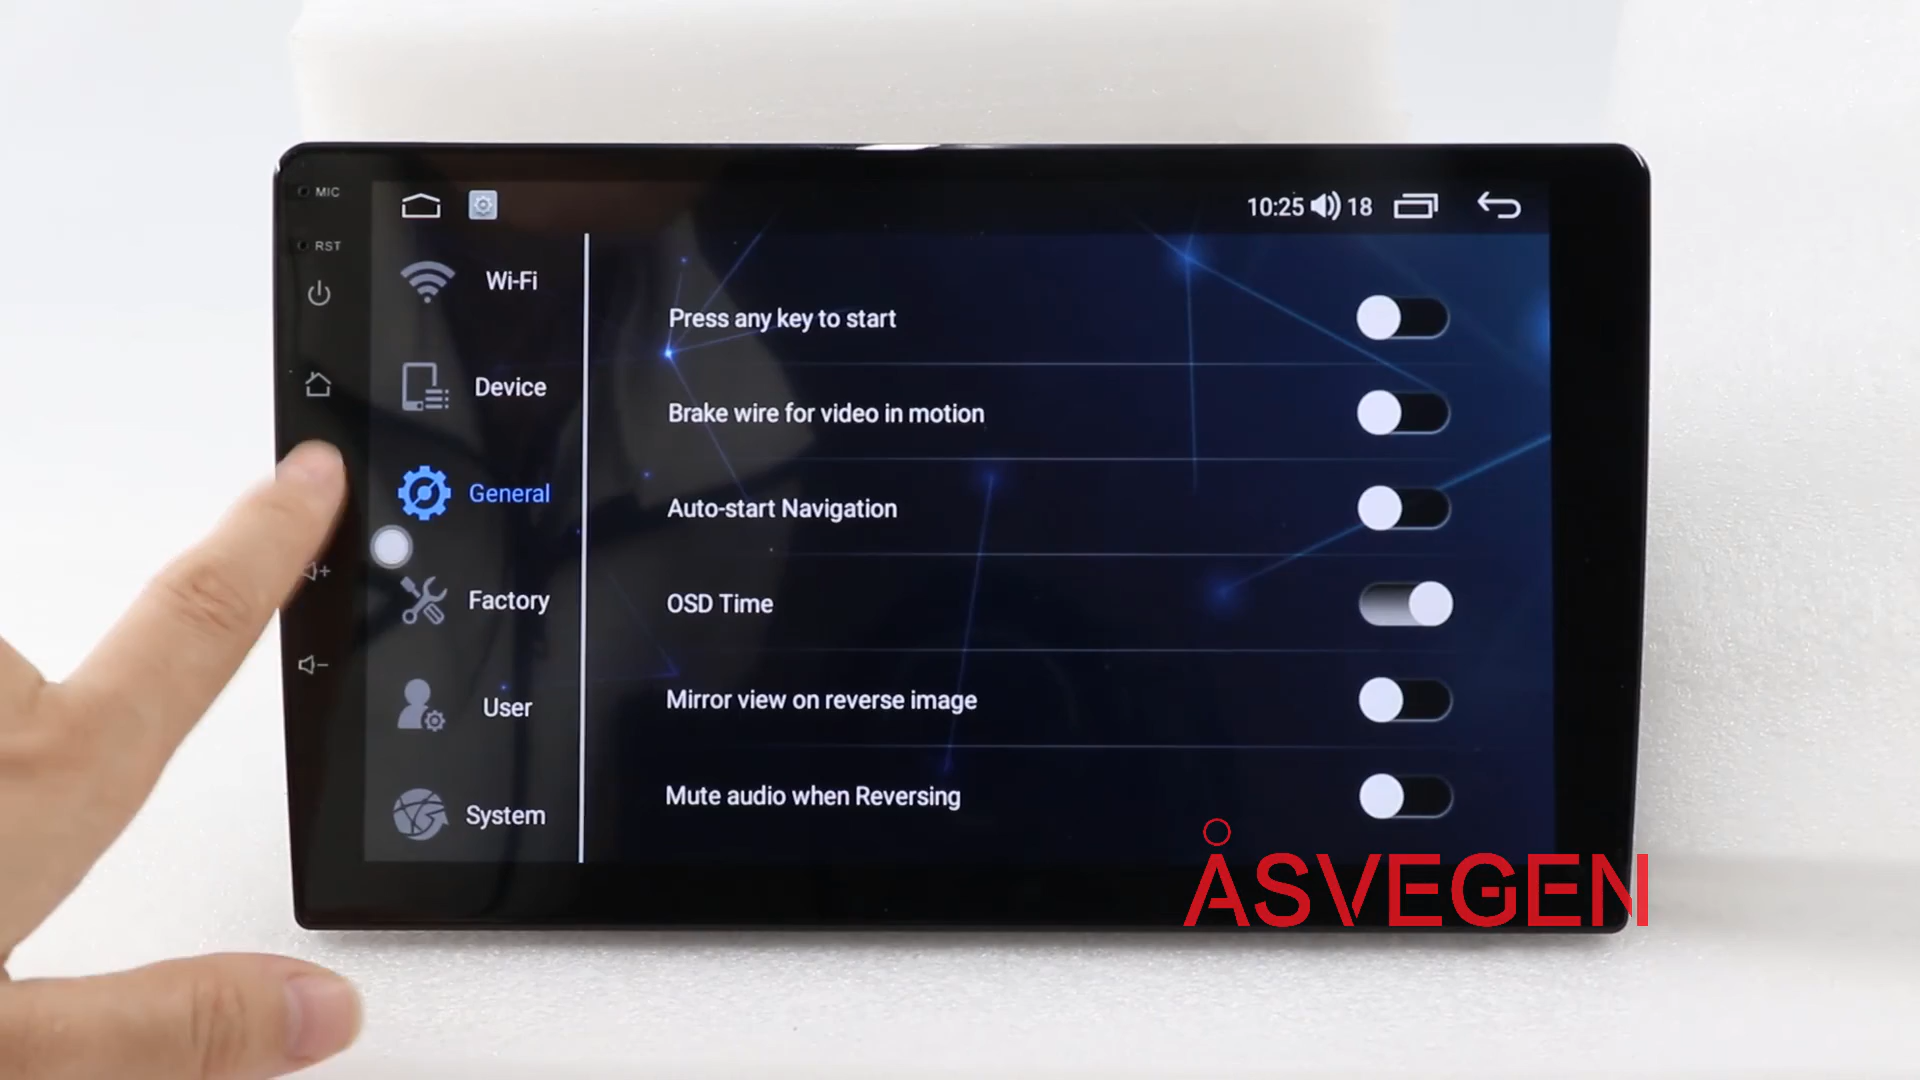 MIC
RST
10:25 18
Wi-Fi
Device
General
Factory
User
System
Press any key to start
Brake wire for video in motion
Auto-start Navigation
OSD Time
Mirror view on reverse image
Mute audio when Reversing
ÅSVEGEN